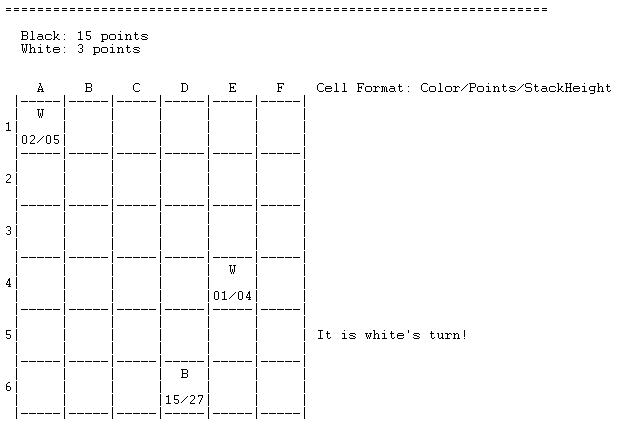 ====================================================================
Black: 15 points
White: 3 points
A B C D E F Cell Format: Color/Points/StackHeight
W
1
02/05
2
3
W
4
01/04
5 It is white's turn!
B
6
15/27